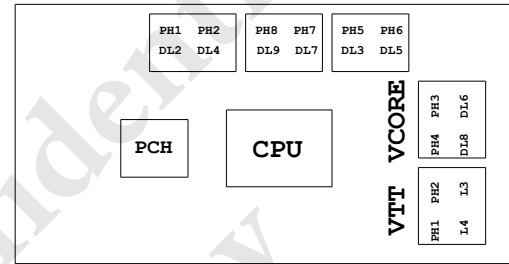 PH1 PH2 PH8 PH7 PH5 PH6
DL2 DL4 DL9 DL7 DL3 DL5
VCORE
PH3 DL6
PH4 DL8
PCH
CPU
VTT
PH2 L3
PH1 L4